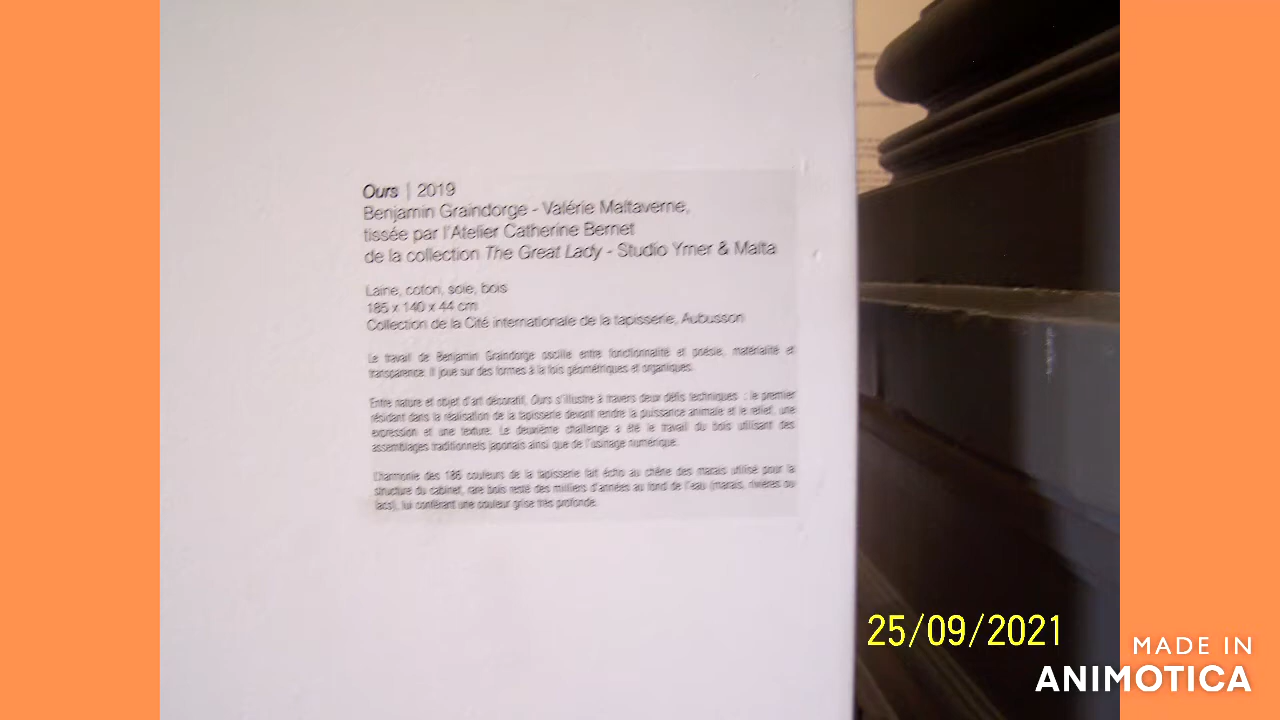 Ours | 2019
Benjamin Graindorge - Valérie Maltaverne,
tissée par l'Atelier Catherine Bernet
de la collection The Great Lady - Studio Ymer & Malta
Laine, coton, soie, bois
185 x 140 x 44 cm
Collection de la Cité internationale de la tapisserie, Aubusson
Le travail de Benjamin Graindorge oscille entre fonctionnalité et poésie, matérialité et
transparence. Il joue sur des formes à la fois géométriques et organiques.
Entre nature et objet d'art décoratif, Ours s'illustre à travers deux défis techniques : le premier
résidant dans la réalisation de la tapisserie devant rendre la puissance animale et le relief, une
expression et une texture. Le deuxième challenge a été le travail du bois utilisant des
assemblages traditionnels japonais ainsi que de l'usinage numérique.
L'harmonie des 186 couleurs de la tapisserie fait écho au chêne des marais utilisé pour la
structure du cabinet, rare bois resté des milliers d'années au fond de l'eau (marais, rivières ou
lacs), lui conférant une couleur grise très profonde.
25/09/2021
MADE IN
ANIMOTICA